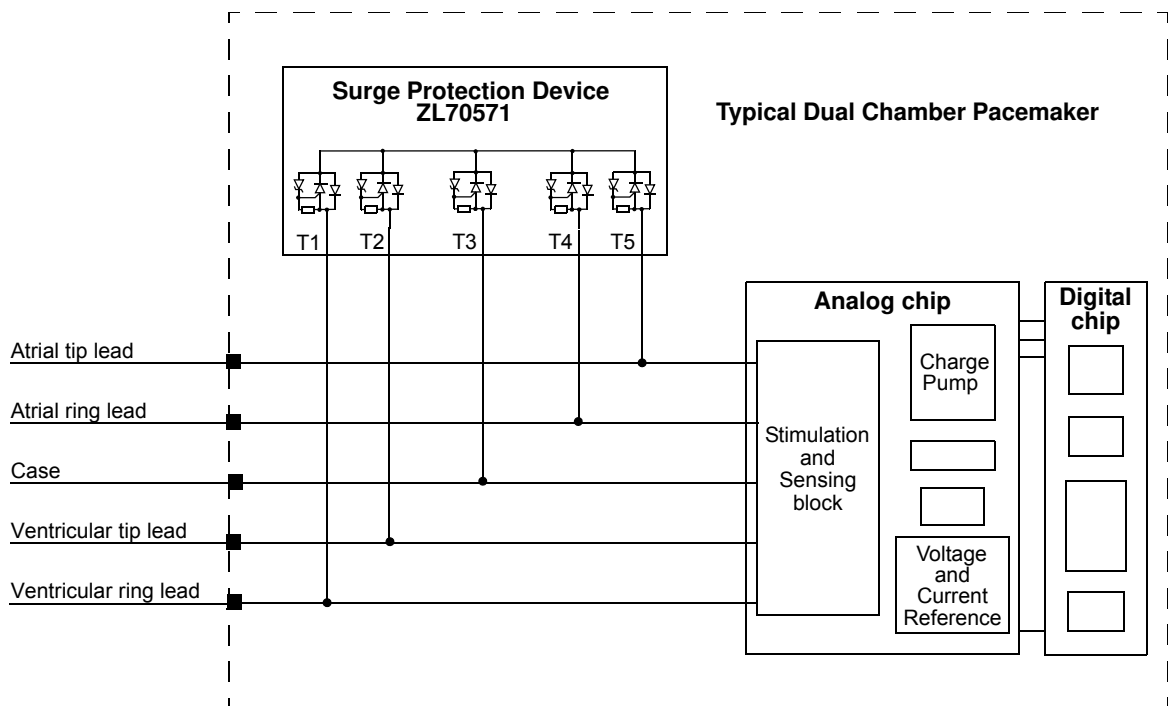 Surge Protection Device
ZL70571
Typical Dual Chamber Pacemaker
T1
T2
T3
T4
T5
Analog chip
Digital
chip
Atrial tip lead
Atrial ring lead
Case
Ventricular tip lead
Ventricular ring lead
Stimulation
and
Sensing
block
Charge
Pump
Voltage
and
Current
Reference